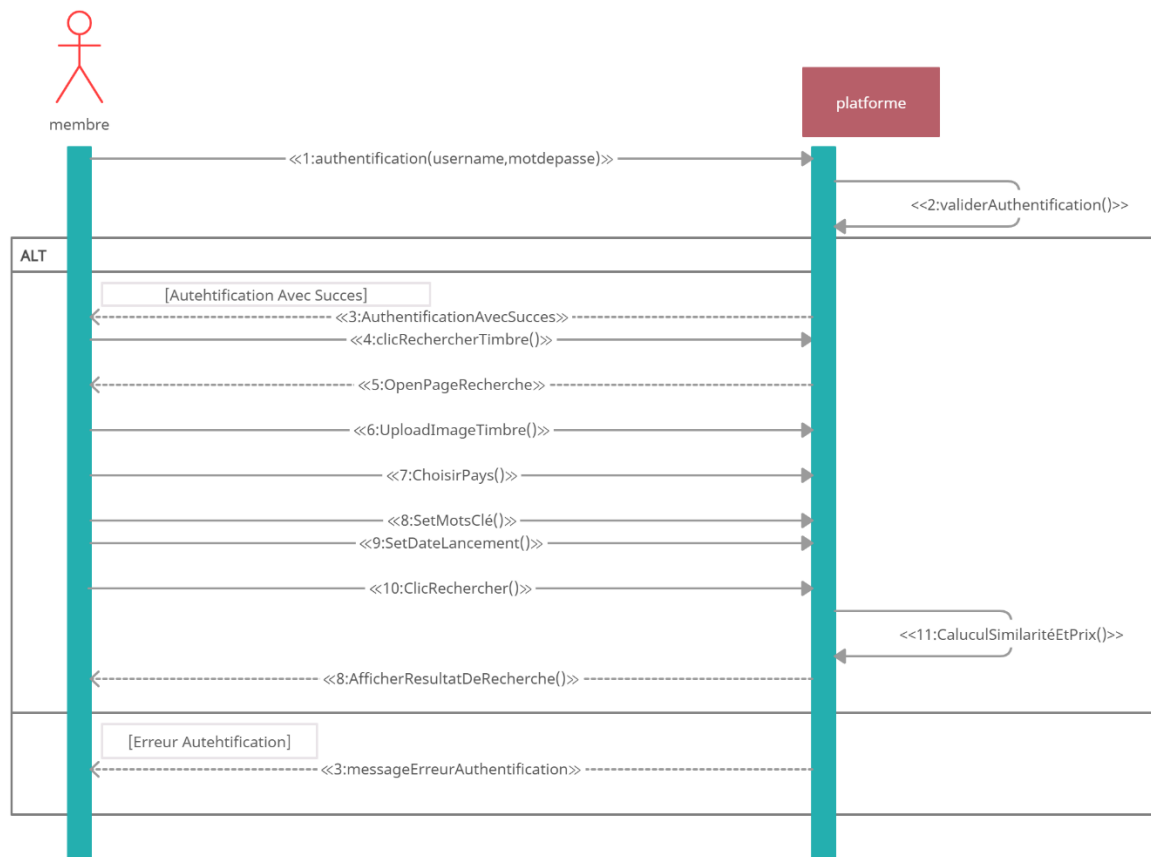 membre
platforme
≪1:authentification(username,motdepasse)≫
<<2:validerAuthentification()>>
ALT
[Autehtification Avec Succes]
≪3:AuthentificationAvecSucces≫
≪4:clicRechercherTimbre()≫
≪5:OpenPageRecherche≫
≪6:UploadImageTimbre()≫
≪7:ChoisirPays()≫
≪8:SetMotsClé()≫
≪9:SetDateLancement()≫
≪10:ClicRechercher()≫
<<11:CaluculSimilaritéEtPrix()>>
≪8:AfficherResultatDeRecherche()≫
[Erreur Autehtification]
≪3:messageErreurAuthentification≫